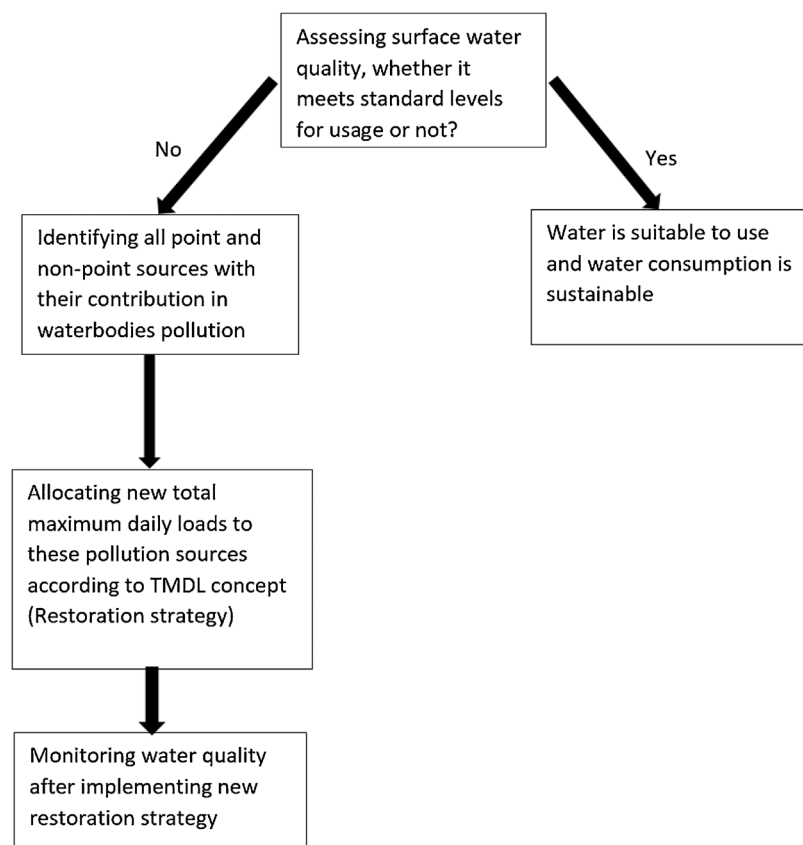 Assessing surface water
quality, whether it
meets standard levels
for usage or not?
No
Yes
Identifying all point and
non-point sources with
their contribution in
waterbodies pollution
Water is suitable to use
and water consumption is
sustainable
Allocating new total
maximum daily loads to
these pollution sources
according to TMDL concept
(Restoration strategy)
Monitoring water quality
after implementing new
restoration strategy